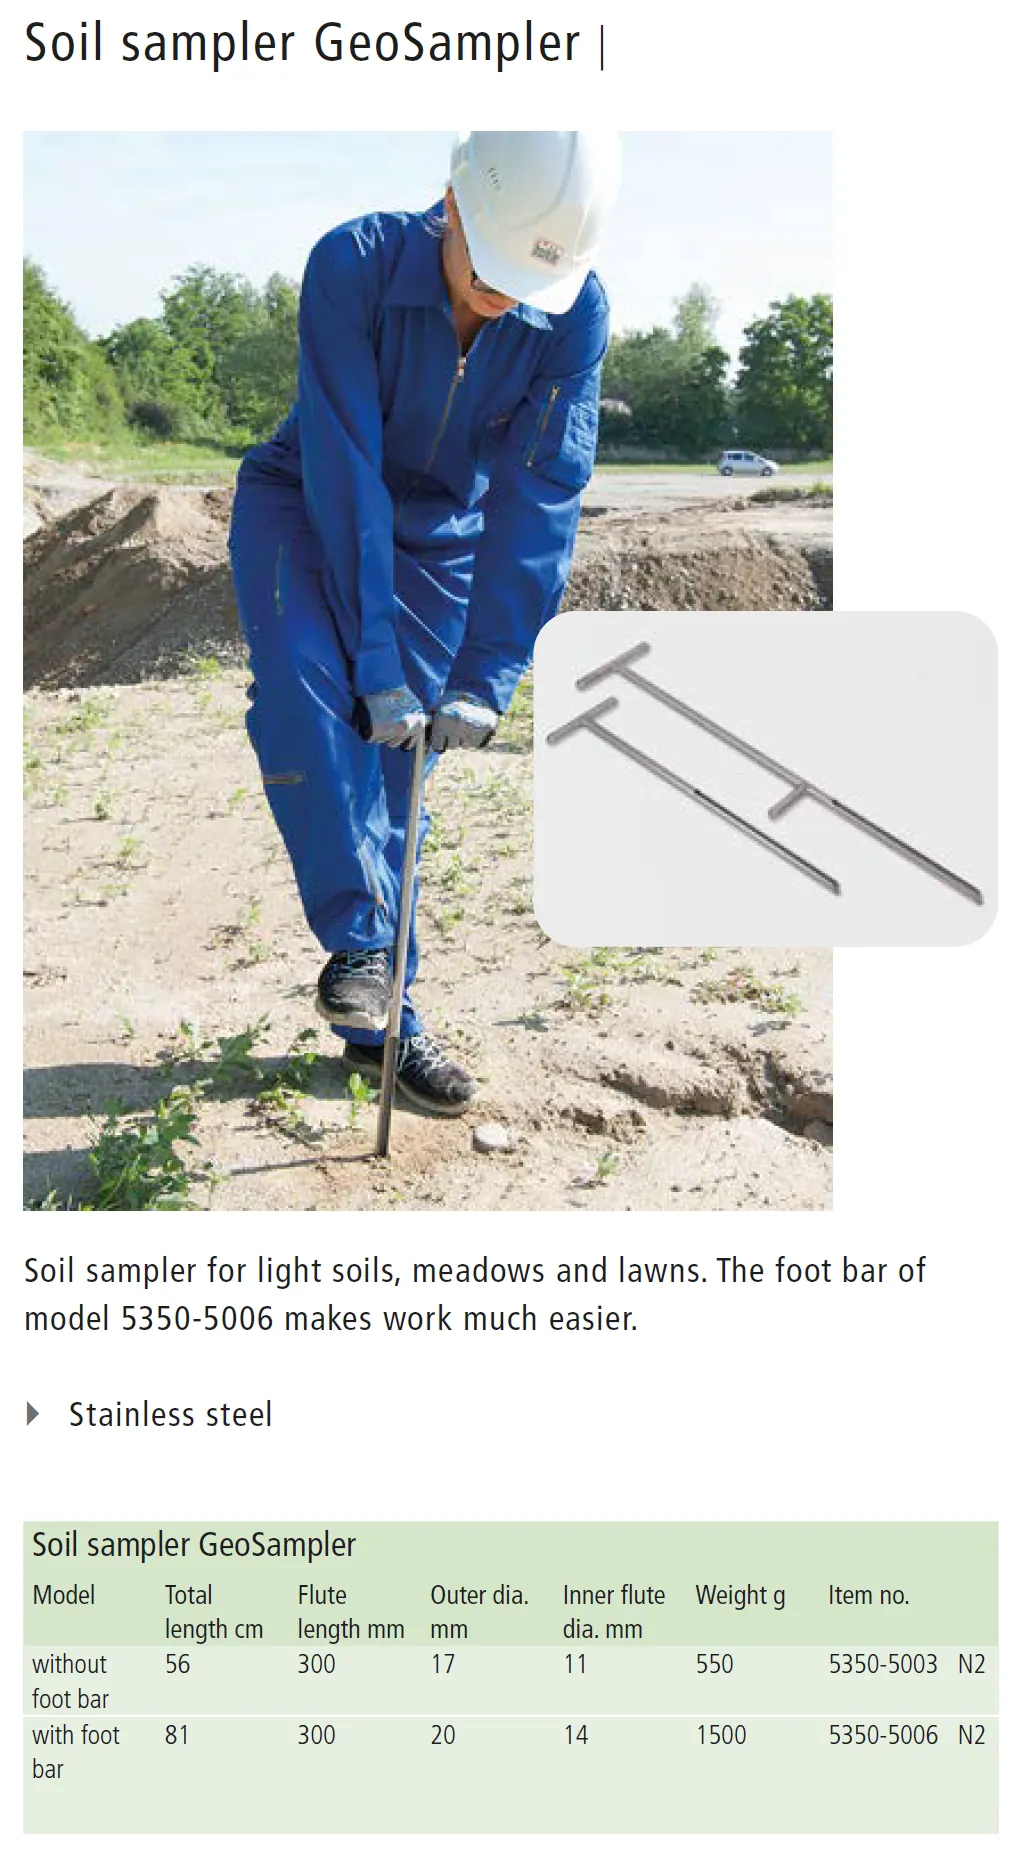 Soil sampler GeoSampler |
Soil sampler for light soils, meadows and lawns. The foot bar of
model 5350-5006 makes work much easier.
Stainless steel
Soil sampler GeoSampler
Model Total length cm Flute length mm Outer dia. mm Inner flute dia. mm Weight g Item no.
without foot bar 56 300 17 11 550 5350-5003 N2
with foot bar 81 300 20 14 1500 5350-5006 N2